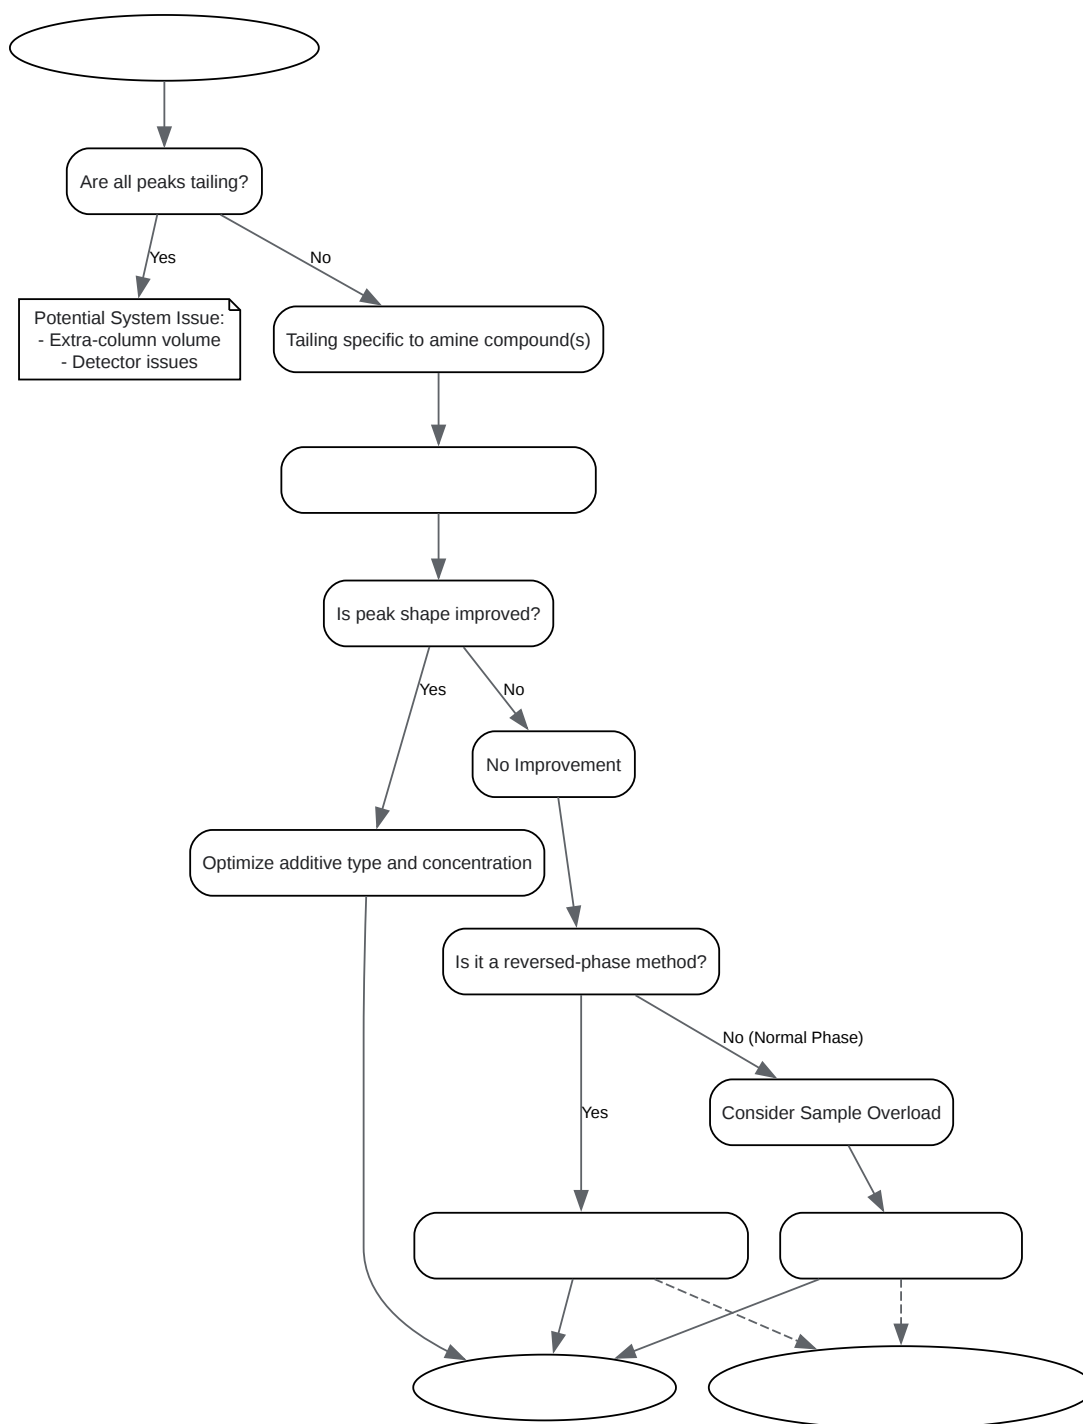 Are all peaks tailing?
Yes
No
Potential System Issue:
- Extra-column volume
- Detector issues
Tailing specific to amine compound(s)
Is peak shape improved?
Yes
No
No Improvement
Optimize additive type and concentration
Is it a reversed-phase method?
No (Normal Phase)
Yes
Consider Sample Overload